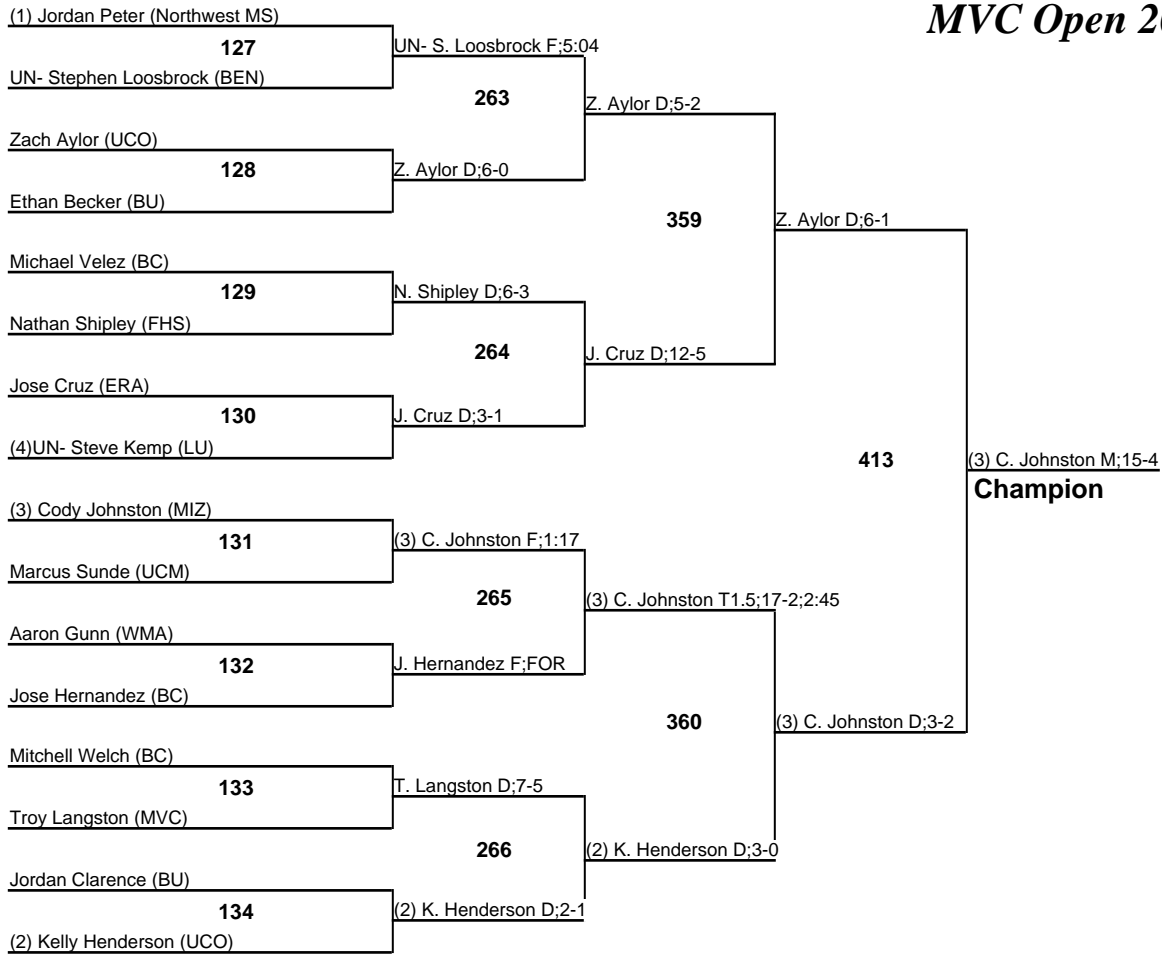 MVC Open 20
(1) Jordan Peter (Northwest MS)
127
UN- Stephen Loosbrock (BEN)
UN- S. Loosbrock F;5:04
263
Zach Aylor (UCO)
128
Ethan Becker (BU)
Z. Aylor D;6-0
Z. Aylor D;5-2
359
Michael Velez (BC)
129
Nathan Shipley (FHS)
N. Shipley D;6-3
264
Jose Cruz (ERA)
130
(4)UN- Steve Kemp (LU)
J. Cruz D;3-1
J. Cruz D;12-5
Z. Aylor D;6-1
413
(3) C. Johnston M;15-4
Champion
(3) Cody Johnston (MIZ)
131
Marcus Sunde (UCM)
(3) C. Johnston F;1:17
265
Aaron Gunn (WMA)
132
Jose Hernandez (BC)
J. Hernandez F;FOR
(3) C. Johnston T1.5;17-2;2:45
360
(3) C. Johnston D;3-2
Mitchell Welch (BC)
133
Troy Langston (MVC)
T. Langston D;7-5
266
Jordan Clarence (BU)
134
(2) Kelly Henderson (UCO)
(2) K. Henderson D;2-1
(2) K. Henderson D;3-0